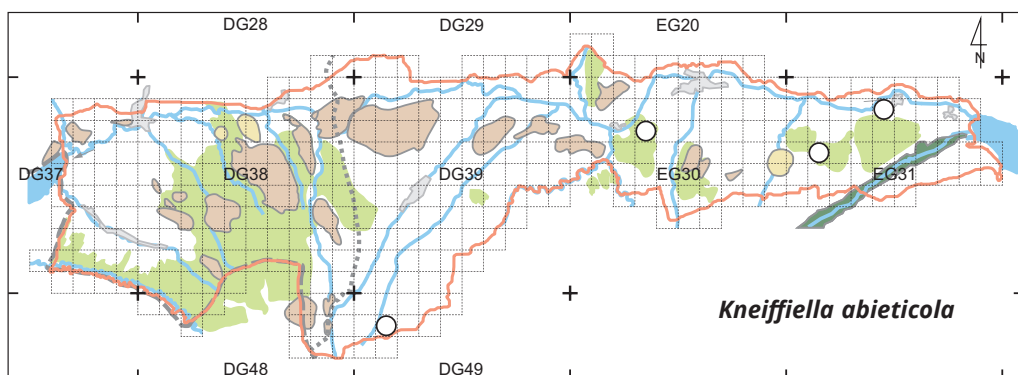 DG28 DG29 EG20
N
DG37 DG38 DG39 EG30 EG31
Kneiffiella abieticola
DG48 DG49